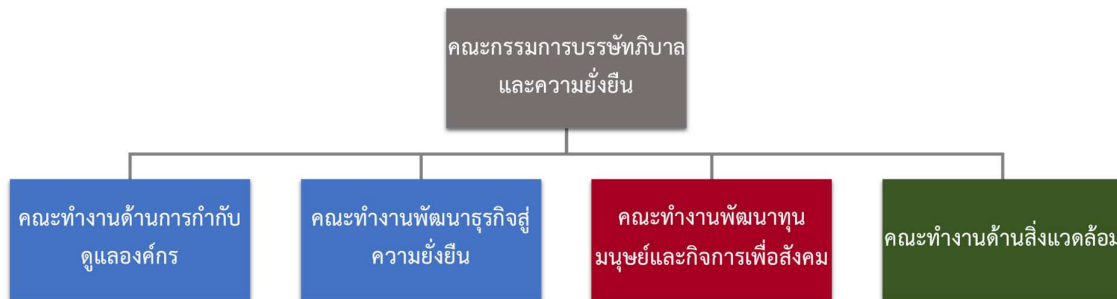 คณะกรรมการบรรษัทภิบาล
และความยั่งยืน
คณะทำงานด้านการกำกับ
ดูแลองค์กร
คณะทำงานพัฒนาธุรกิจสู่
ความยั่งยืน
คณะทำงานพัฒนาทุน
มนุษย์และกิจการเพื่อสังคม
คณะทำงานด้านสิ่งแวดล้อม